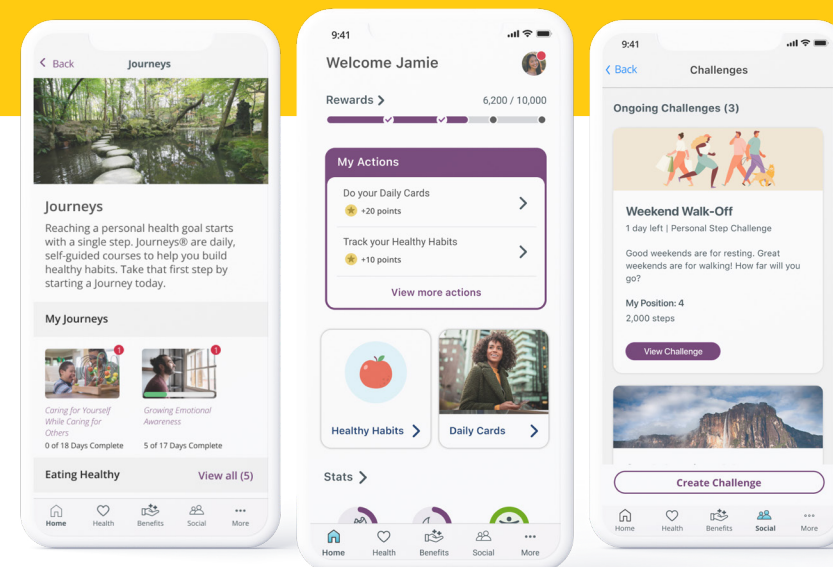 Back
Journeys
Journeys
Reaching a personal health goal starts
with a single step. Journeys® are daily,
self-guided courses to help you build
healthy habits. Take that first step by
starting a Journey today.
My Journeys
1
1
Caring for Yourself
While Caring for
Others
0 of 18 Days Complete
Growing Emotional
Awareness
5 of 17 Days Complete
Eating Healthy
View all (5)
Home
Health
Benefits
Social
More
9:41
Welcome Jamie
Rewards
6,200 / 10,000
My Actions
Do your Daily Cards
+20 points
Track your Healthy Habits
+10 points
View more actions
Healthy Habits
Daily Cards
Stats
Home
Health
Benefits
Social
More
9:41
Back
Challenges
Ongoing Challenges (3)
Weekend Walk-Off
1 day left | Personal Step Challenge
Good weekends are for resting. Great
weekends are for walking! How far will you
go?
My Position: 4
2,000 steps
View Challenge
Create Challenge
Home
Health
Benefits
Social
More